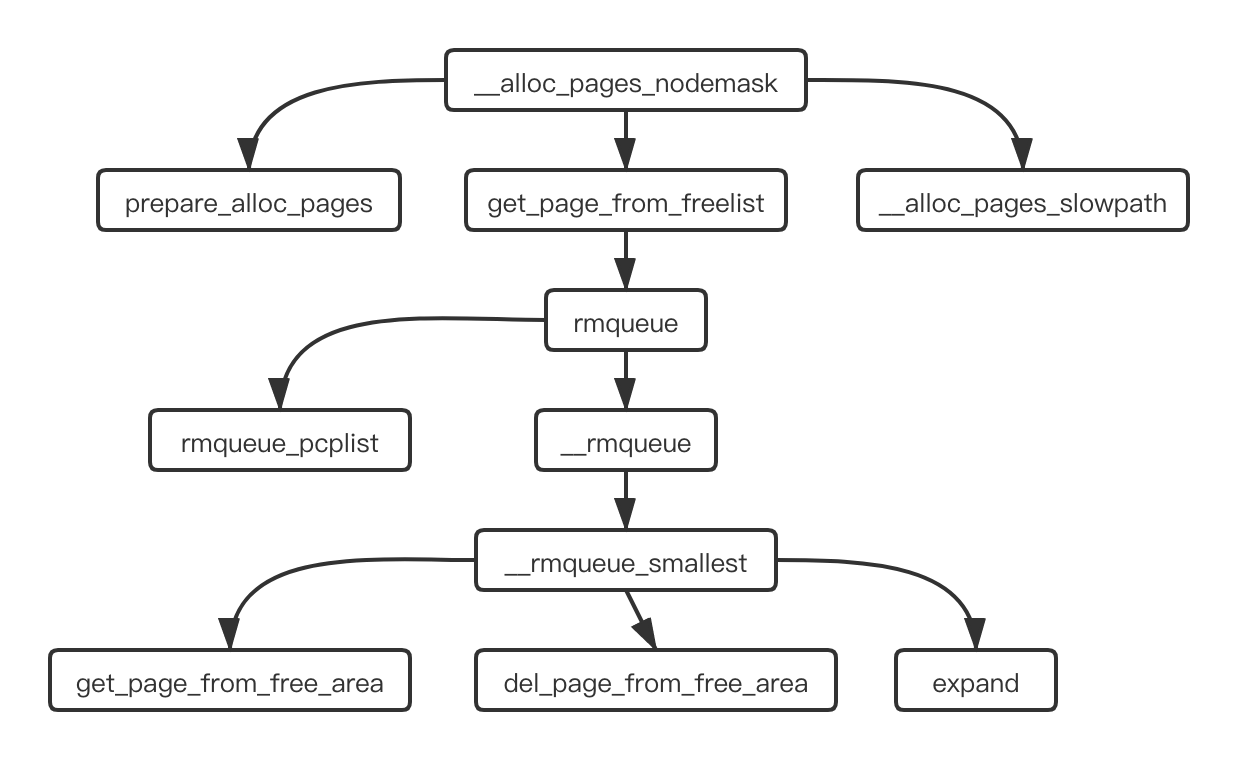 __alloc_pages_nodemask
prepare_alloc_pages
get_page_from_freelist
__alloc_pages_slowpath
rmqueue
rmqueue_pcplist
__rmqueue
__rmqueue_smallest
get_page_from_free_area
del_page_from_free_area
expand